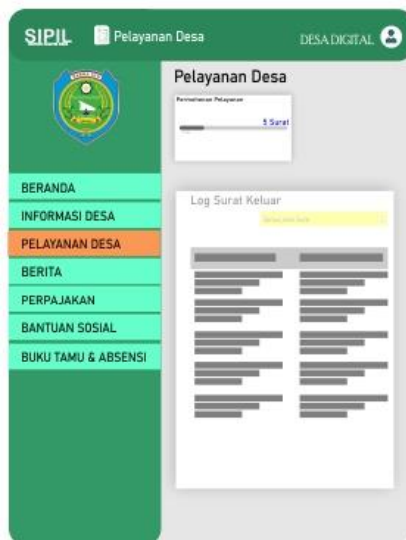 SIPIL
Pelayanan Desa
DESA DIGITAL
Pelayanan Desa
Permohonan Pelayanan
5 Surat
BERANDA
INFORMASI DESA
PELAYANAN DESA
BERITA
PERPAJAKAN
BANTUAN SOSIAL
BUKU TAMU & ABSENSI
Log Surat Keluar